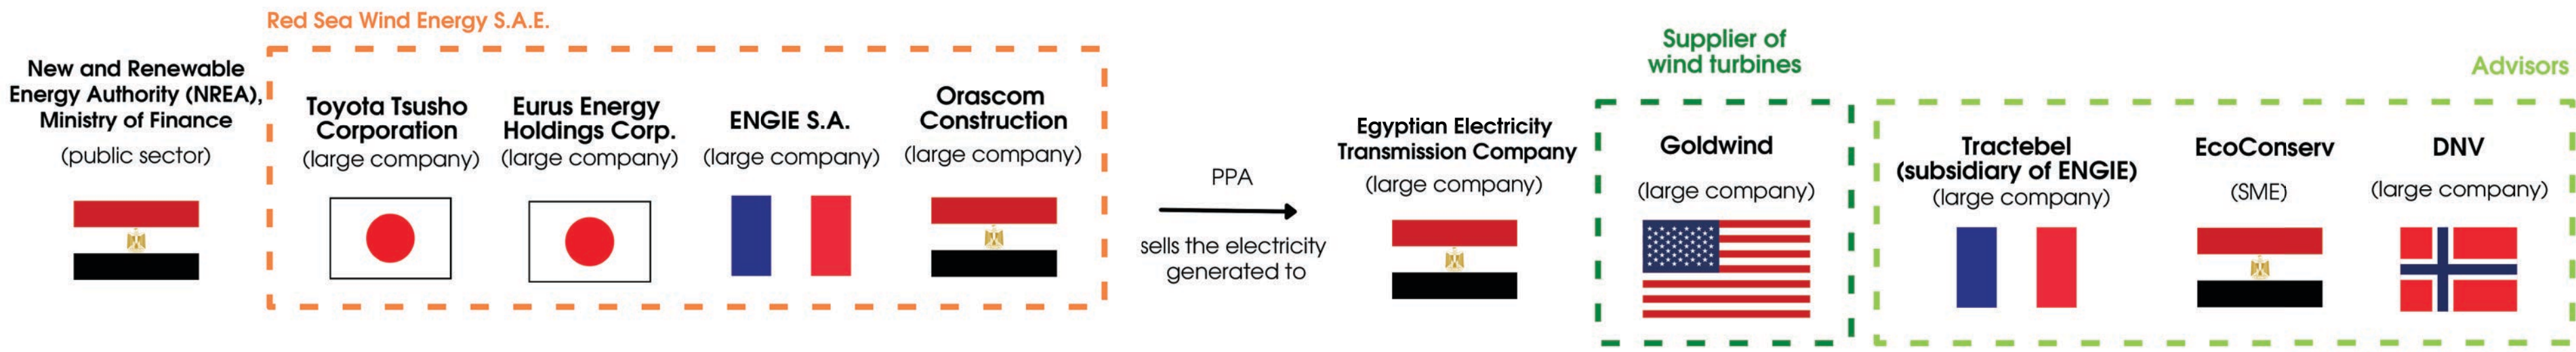 Red Sea Wind Energy S.A.E.
New and Renewable
Energy Authority (NREA),
Ministry of Finance
(public sector)
Toyota Tsusho
Corporation
(large company)
Eurus Energy
Holdings Corp.
(large company)
ENGIE S.A.
(large company)
Orascom
Construction
(large company)
PPA
sells the electricity
generated to
Egyptian Electricity
Transmission Company
(large company)
Supplier of
wind turbines
Goldwind
(large company)
Advisors
Tractebel
(subsidiary of ENGIE)
(large company)
EcoConserv
(SME)
DNV
(large company)